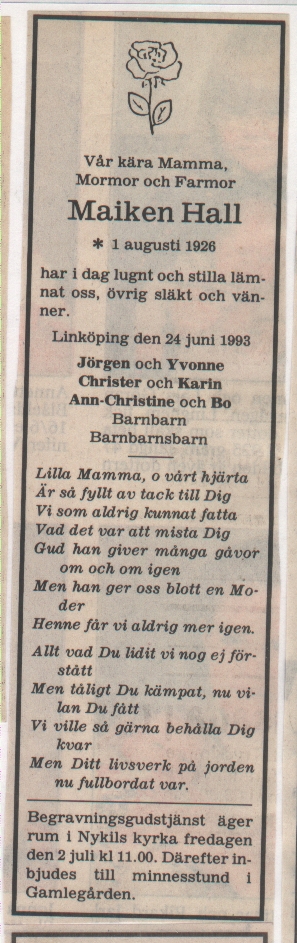 Vår kära Mamma,
Mormor och Farmor
Maiken Hall
* 1 augusti 1926
har i dag lugnt och stilla läm-
nat oss, övrig släkt och vän-
ner.
Linköping den 24 juni 1993
Jörgen och Yvonne
Christer och Karin
Ann-Christine och Bo
Barnbarn
Barnbarnsbarn
Lilla Mamma, o vårt hjärta
Är så fyllt av tack till Dig
Vi som aldrig kunnat fatta
Vad det var att mista Dig
Gud han giver många gåvor
om och om igen
Men han ger oss blott en Mo-
der
Henne får vi aldrig mer igen.
Allt vad Du lidit vi nog ej för-
stått
Men tåligt Du kämpat, nu vi-
lan Du fått
Vi ville så gärna behålla Dig
kvar
Men Ditt livsverk på jorden
nu fullbordat var.
Begravningsgudstjänst äger
rum i Nykils kyrka fredagen
den 2 juli kl 11.00. Därefter in-
bjudes till minnesstund i
Gamlegården.